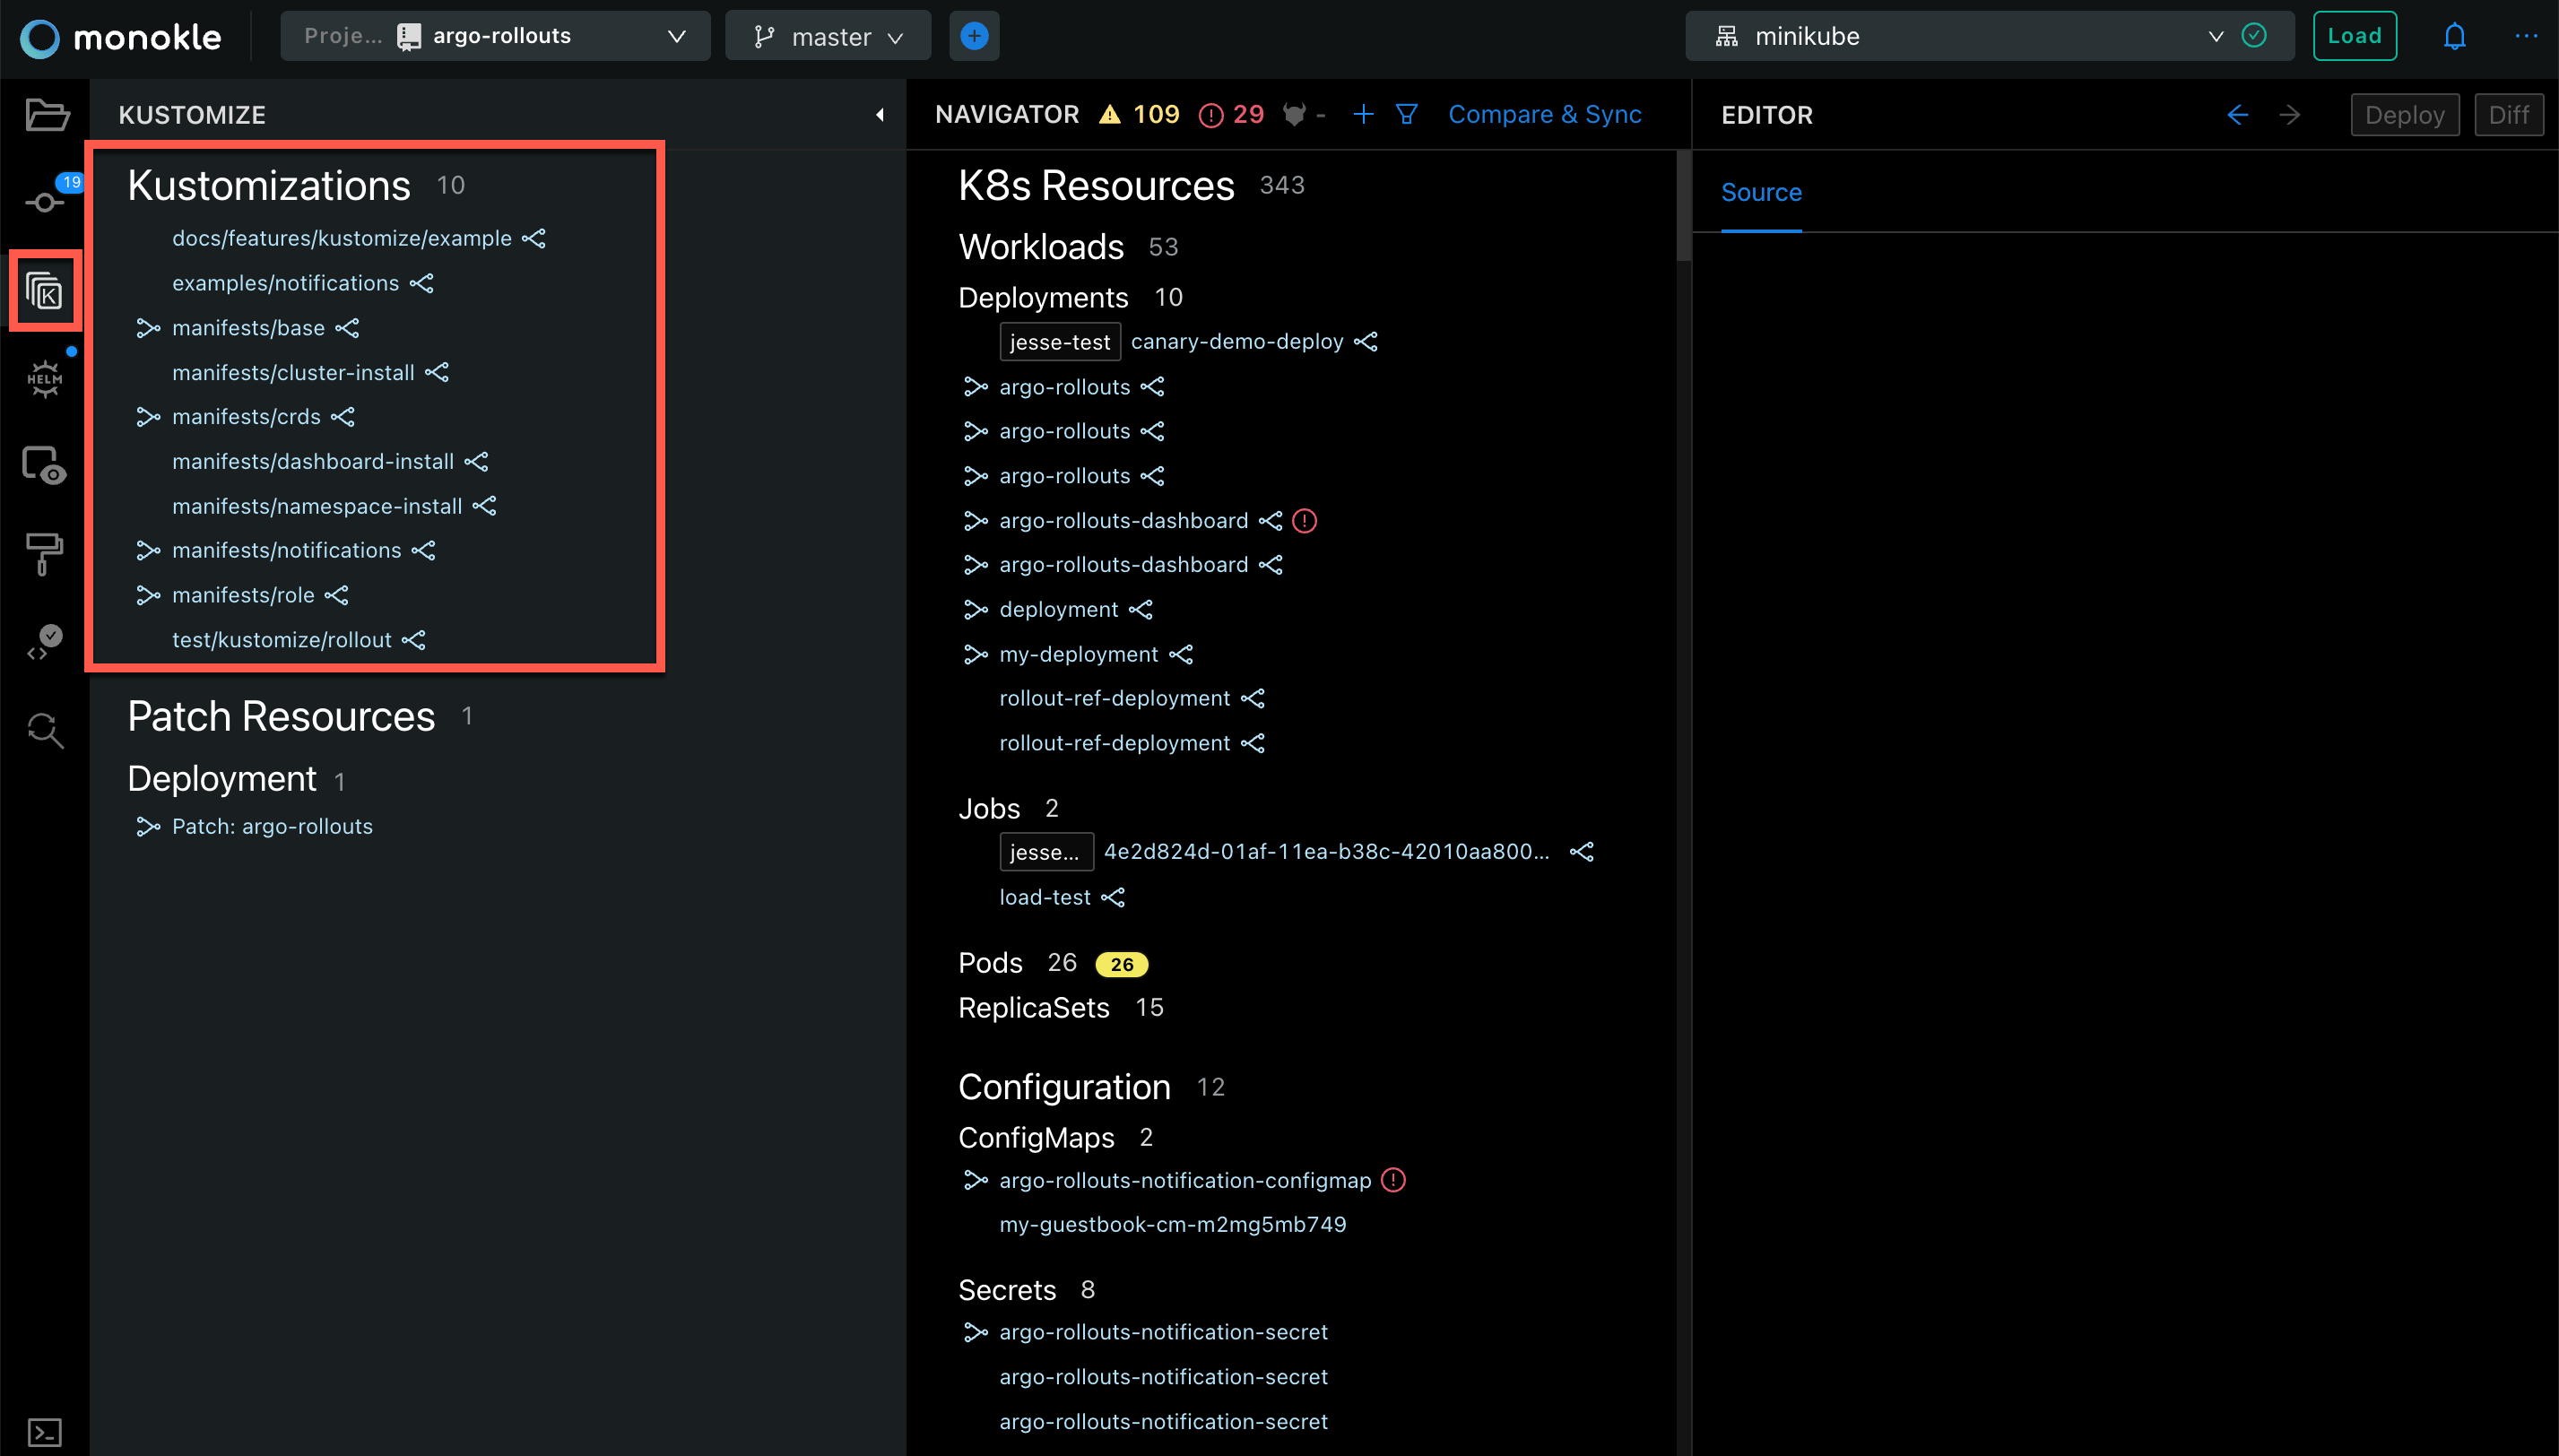 monokle
Proje... argo-rollouts
master
minikube
Load
KUSTOMIZE
Kustomizations 10
docs/features/kustomize/example
examples/notifications
manifests/base
manifests/cluster-install
manifests/crds
manifests/dashboard-install
manifests/namespace-install
manifests/notifications
manifests/role
test/kustomize/rollout
Patch Resources 1
Deployment 1
Patch: argo-rollouts
19
K
HELM
NAVIGATOR 109 29 - Compare & Sync
K8s Resources 343
Workloads 53
Deployments 10
jesse-test canary-demo-deploy
argo-rollouts
argo-rollouts
argo-rollouts
argo-rollouts-dashboard
argo-rollouts-dashboard
deployment
my-deployment
rollout-ref-deployment
rollout-ref-deployment
Jobs 2
jesse... 4e2d824d-01af-11ea-b38c-42010aa800...
load-test
Pods 26 26
ReplicaSets 15
Configuration 12
ConfigMaps 2
argo-rollouts-notification-configmap
my-guestbook-cm-m2mg5mb749
Secrets 8
argo-rollouts-notification-secret
argo-rollouts-notification-secret
argo-rollouts-notification-secret
EDITOR
Deploy
Diff
Source